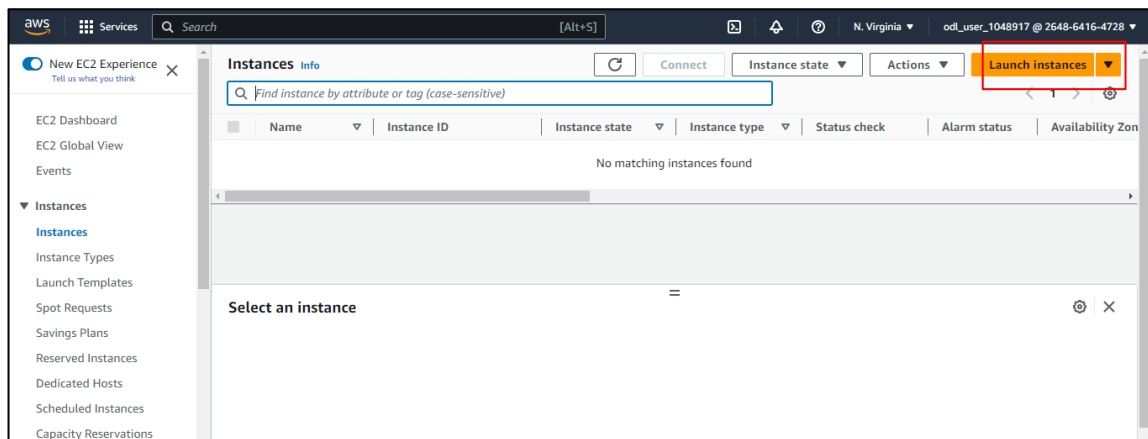 aws Services Search [Alt+S] N. Virginia odl_user_1048917 @ 2648-6416-4728
New EC2 Experience
Tell us what you think
EC2 Dashboard
EC2 Global View
Events
Instances
Instances
Instance Types
Launch Templates
Spot Requests
Savings Plans
Reserved Instances
Dedicated Hosts
Scheduled Instances
Capacity Reservations
Instances Info Connect Instance state Actions Launch instances
Find instance by attribute or tag (case-sensitive) 1
Name Instance ID Instance state Instance type Status check Alarm status Availability Zon
No matching instances found
Select an instance